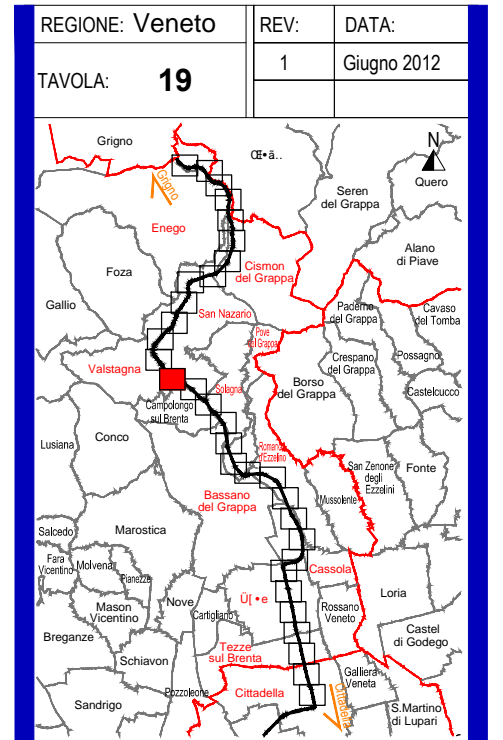 REGIONE: Veneto
REV:
DATA:
TAVOLA: 19
1
Giugno 2012
Grigno
Œ•ã..
N
Quero
Grigno
Seren
del Grappa
Enego
Alano
di Piave
Foza
Cismon
del Grappa
Gallio
San Nazario
Paderno
del Grappa
Cavaso
del Tomba
Pove
del Grappa
Valstagna
Crespano
del Grappa
Possagno
Solagna
Borso
del Grappa
Castelcucco
Campolongo
sul Brenta
Lusiana
Conco
Romano
d'Ezzelino
San Zenone
degli
Ezzelini
Fonte
Bassano
del Grappa
Mussolente
Salcedo
Marostica
Fara
Vicentino
Molvena
Pianezze
Cassola
Loria
Mason
Vicentino
Nove
Cartigliano
Ü[•e
Rossano
Veneto
Breganze
Castel
di Godego
Schiavon
Tezze
sul Brenta
Galliera
Veneta
Pozzoleone
Cittadella
Cittadella
Sandrigo
S.Martino
di Lupari